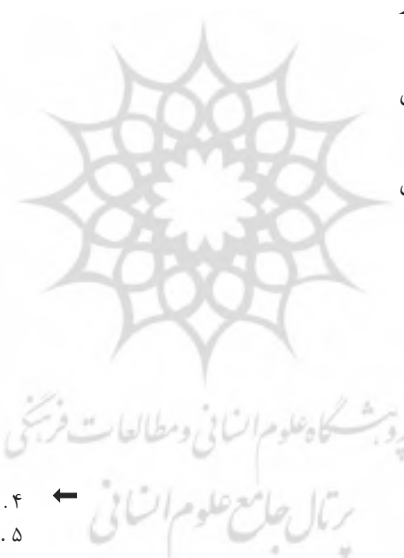 پژوهشگاه علوم انسانی و مطالعات فرهنگی
پرتال جامع علوم انسانی
۴.
۵.